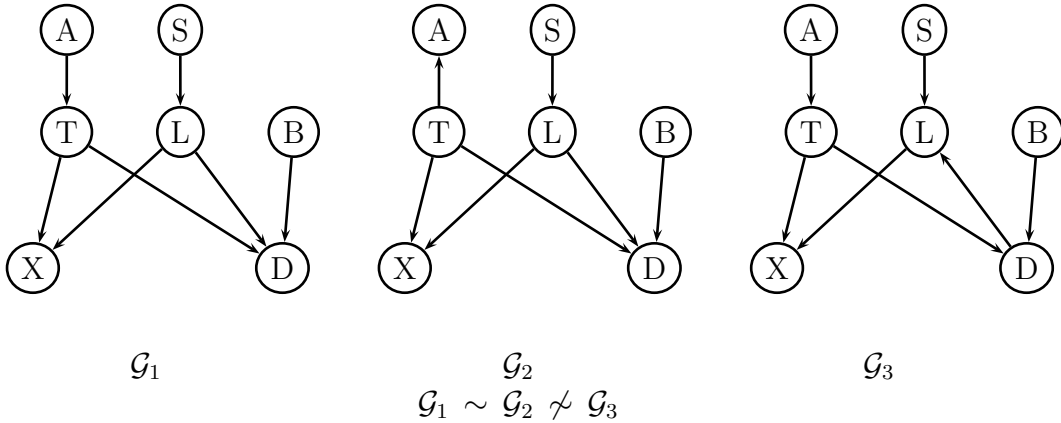 A S A S A S
T L B T L B T L B
X D X D X D
𝒢₁ 𝒢₂ 𝒢₃
𝒢₁ ∼ 𝒢₂ ≁ 𝒢₃